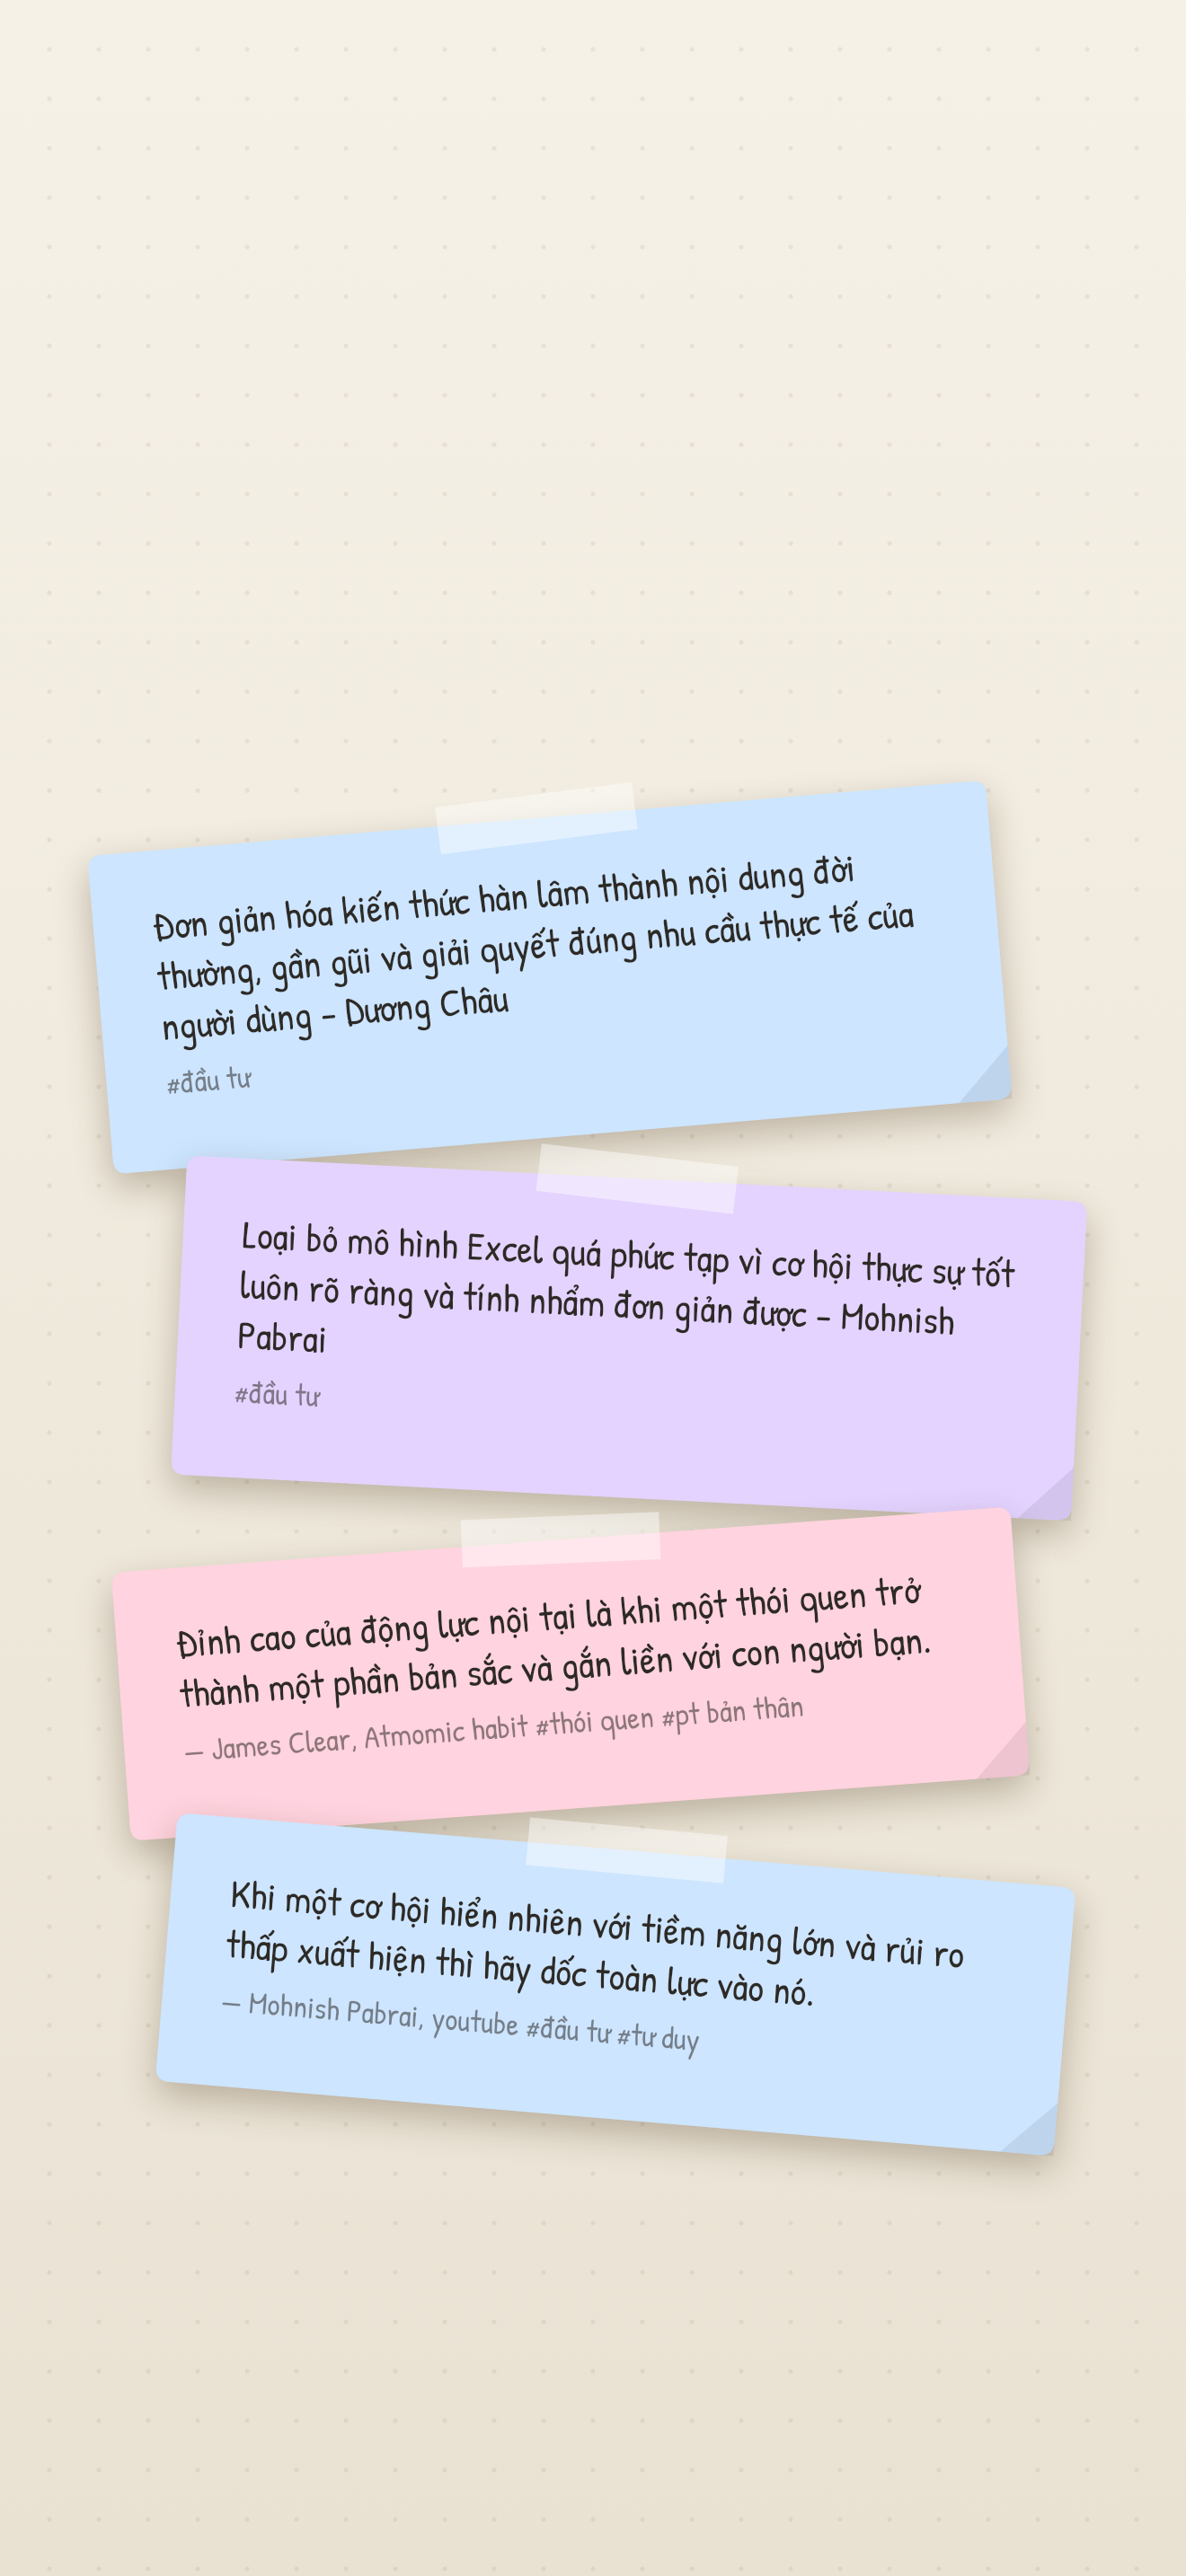 Đơn giản hóa kiến thức hàn lâm thành nội dung đời
thường, gần gũi và giải quyết đúng nhu cầu thực tế của
người dùng - Dương Châu
#đầu tư
Loại bỏ mô hình Excel quá phức tạp vì cơ hội thực sự tốt
luôn rõ ràng và tính nhẩm đơn giản được - Mohnish
Pabrai
#đầu tư
Đỉnh cao của động lực nội tại là khi một thói quen trở
thành một phần bản sắc và gắn liền với con người bạn.
— James Clear, Atmomic habit #thói quen #pt bản thân
Khi một cơ hội hiển nhiên với tiềm năng lớn và rủi ro
thấp xuất hiện thì hãy dốc toàn lực vào nó.
— Mohnish Pabrai, youtube #đầu tư #tư duy